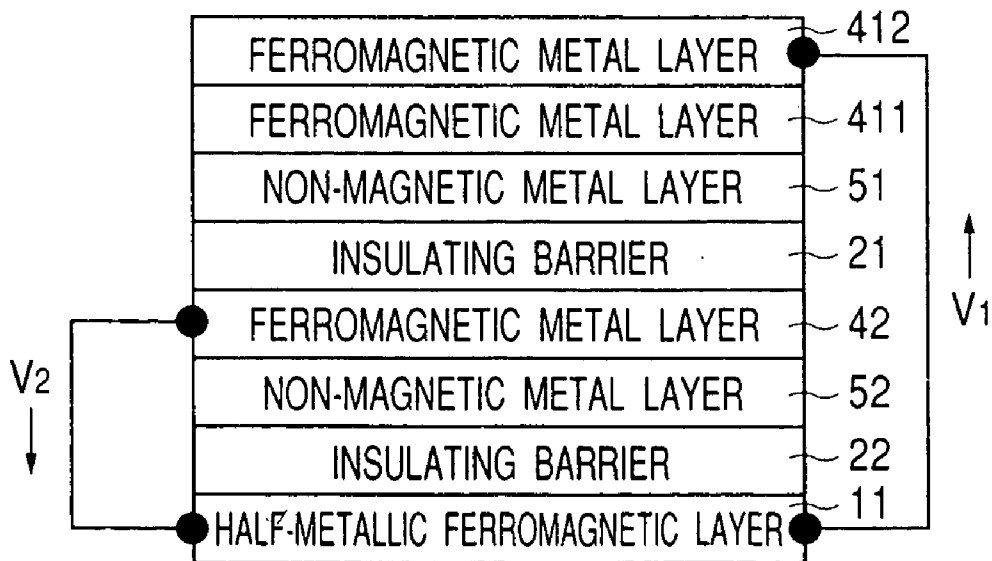 412
FERROMAGNETIC METAL LAYER
FERROMAGNETIC METAL LAYER 411
NON-MAGNETIC METAL LAYER 51
INSULATING BARRIER 21
V1
FERROMAGNETIC METAL LAYER 42
V2
NON-MAGNETIC METAL LAYER 52
INSULATING BARRIER 22
11
HALF-METALLIC FERROMAGNETIC LAYER